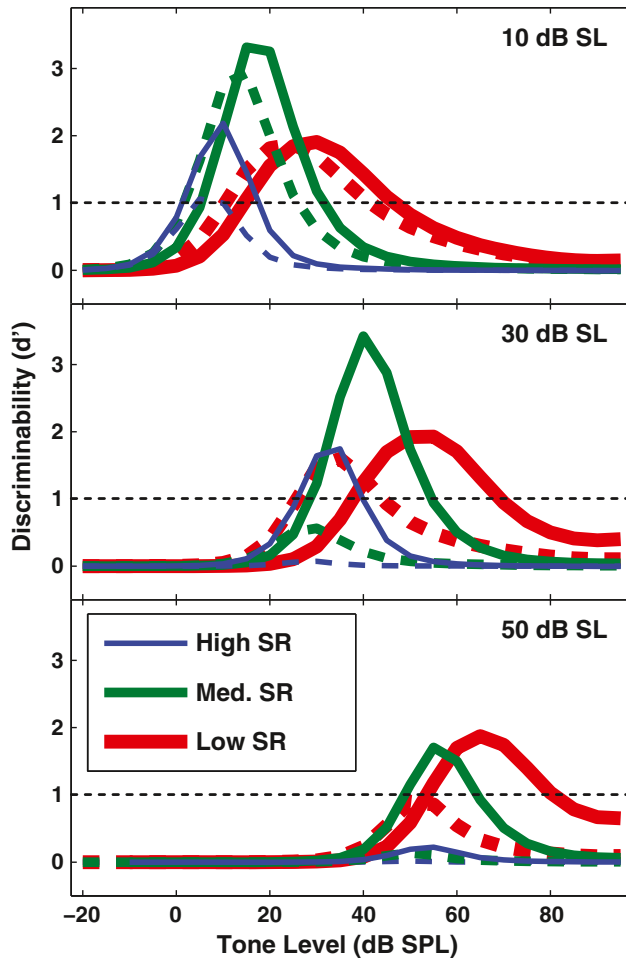 10 dB SL
3
2
1
0
30 dB SL
3
2
1
0
Discriminability (d')
50 dB SL
High SR
Med. SR
Low SR
3
2
1
0
−20 0 20 40 60 80
Tone Level (dB SPL)